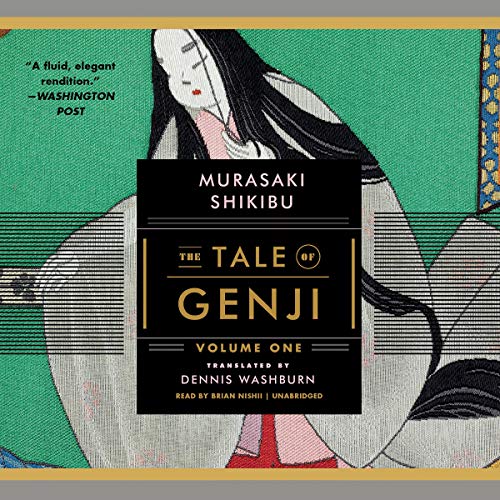 “A fluid, elegant
rendition.”
—WASHINGTON
POST
MURASAKI
SHIKIBU
THE TALE OF
GENJI
VOLUME ONE
TRANSLATED BY
DENNIS WASHBURN
READ BY BRIAN NISHII | UNABRIDGED